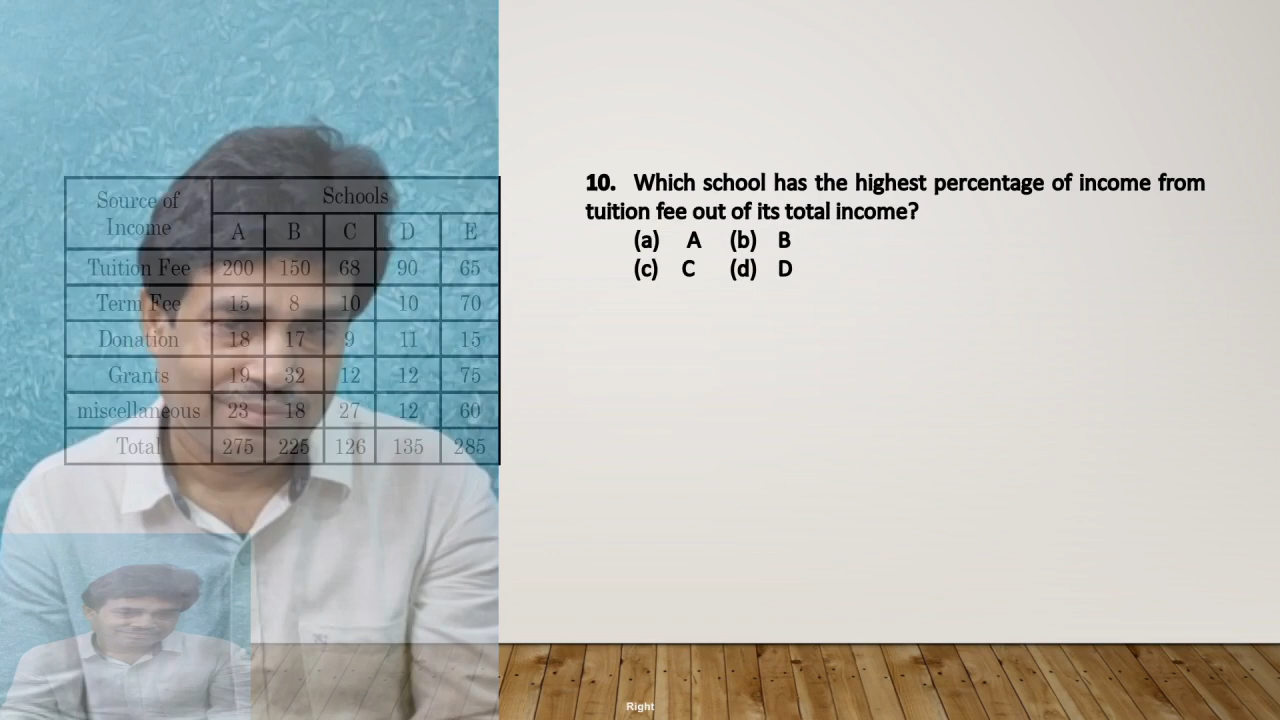 Source of Income Schools
A B C D E
Tuition Fee 200 150 68 90 65
Term Fee 15 8 10 10 70
Donation 18 17 9 11 15
Grants 19 32 12 12 75
miscellaneous 23 18 27 12 60
Total 275 225 126 135 285
10. Which school has the highest percentage of income from
tuition fee out of its total income?
(a) A (b) B
(c) C (d) D
Right